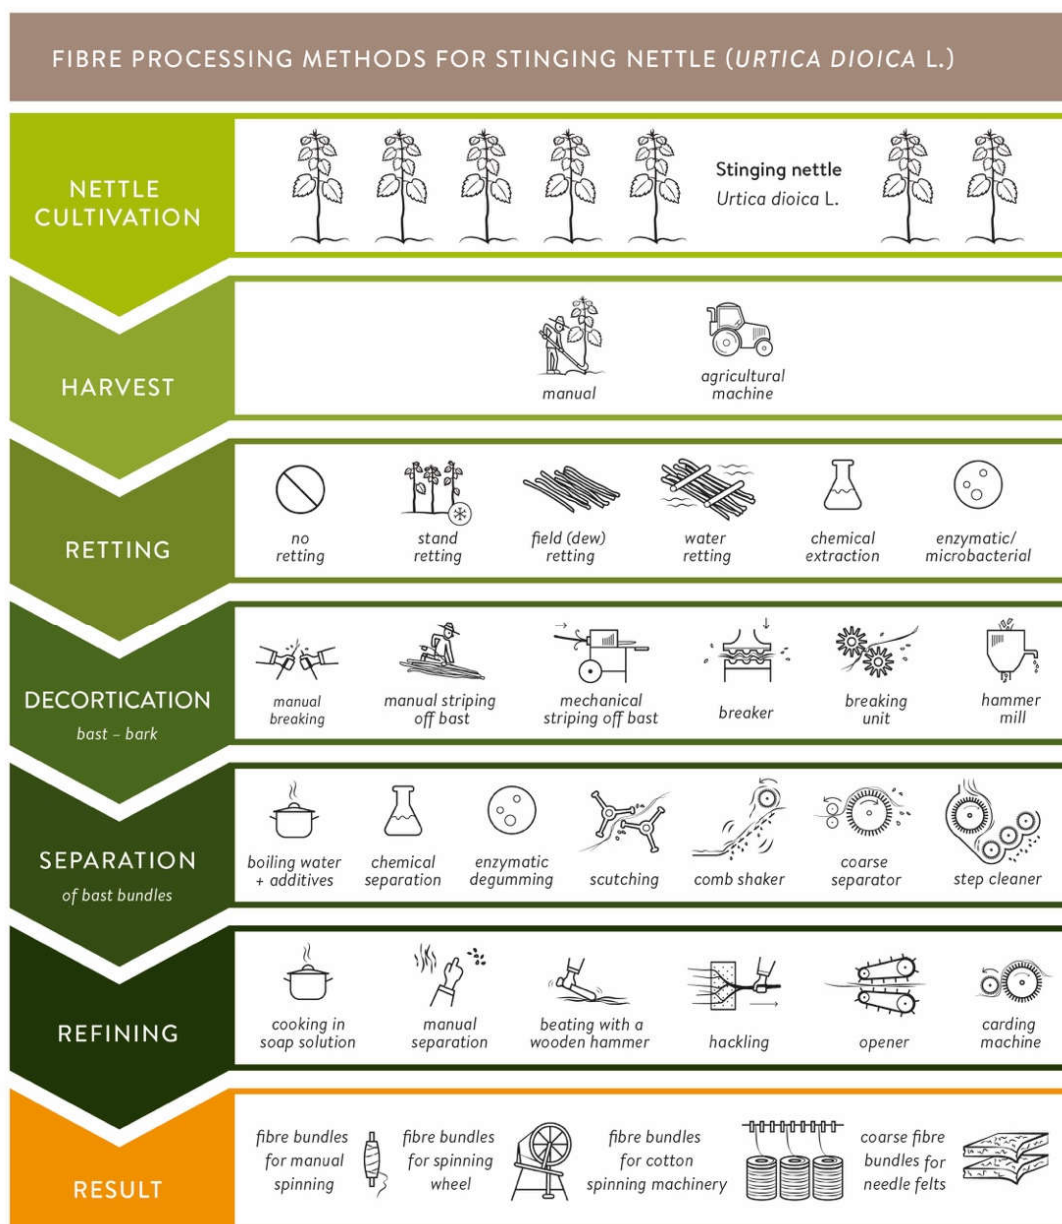 FIBRE PROCESSING METHODS FOR STINGING NETTLE (URTICA DIOICA L.)
NETTLE
CULTIVATION
Stinging nettle
Urtica dioica L.
HARVEST
manual
agricultural
machine
RETTING
no
retting
stand
retting
field (dew)
retting
water
retting
chemical
extraction
enzymatic/
microbacterial
DECORTICATION
bast – bark
manual
breaking
manual striping
off bast
mechanical
striping off bast
breaker
breaking
unit
hammer
mill
SEPARATION
of bast bundles
boiling water
+ additives
chemical
separation
enzymatic
degumming
scutching
comb shaker
coarse
separator
step cleaner
REFINING
cooking in
soap solution
manual
separation
beating with a
wooden hammer
hackling
opener
carding
machine
RESULT
fibre bundles
for manual
spinning
fibre bundles
for spinning
wheel
fibre bundles
for cotton
spinning machinery
coarse fibre
bundles for
needle felts